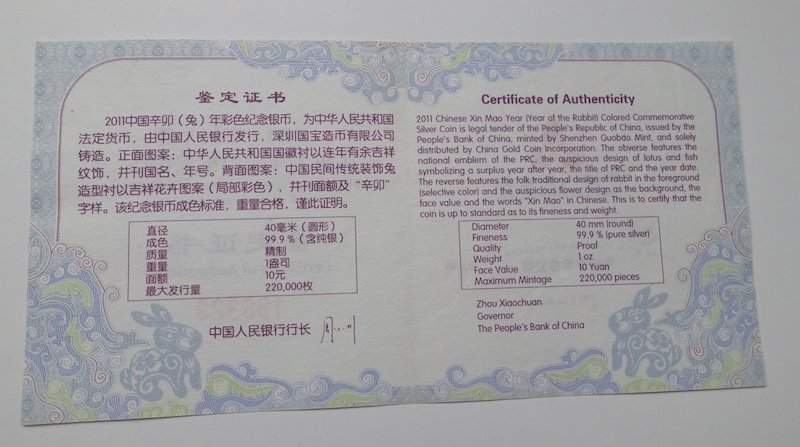 鉴定证书
2011中国辛卯（兔）年彩色纪念银币，为中华人民共和国
法定货币，由中国人民银行发行，深圳国宝造币有限公司
铸造。正面图案：中华人民共和国国徽衬以连年有余吉祥
纹饰，并刊国名、年号。背面图案：中国民间传统装饰兔
造型衬以吉祥花卉图案（局部彩色），并刊面额及“辛卯”
字样。该纪念银币成色标准，重量合格，谨此证明。
直径 40毫米（圆形）
成色 99.9％（含纯银）
质量 精制
重量 1盎司
面额 10元
最大发行量 220,000枚
中国人民银行行长
Certificate of Authenticity
2011 Chinese Xin Mao Year (Year of the Rabbit) Colored Commemorative
Silver Coin is legal tender of the People's Republic of China, issued by the
People's Bank of China, minted by Shenzhen Guobao Mint, and solely
distributed by China Gold Coin Incorporation. The obverse features the
national emblem of the PRC, the auspicious design of lotus and fish
symbolizing a surplus year after year, the title of PRC and the year date.
The reverse features the folk traditional design of rabbit in the foreground
(selective color) and the auspicious flower design as the background, the
face value and the words "Xin Mao" in Chinese. This is to certify that the
coin is up to standard as to its fineness and weight.
Diameter 40 mm (round)
Fineness 99.9 % (pure silver)
Quality Proof
Weight 1 oz
Face Value 10 Yuan
Maximum Mintage 220,000 pieces
Zhou Xiaochuan
Governor
The People's Bank of China